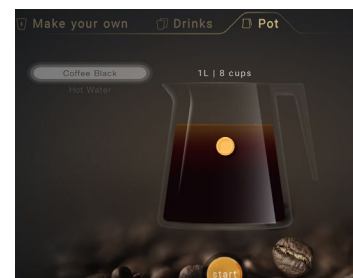 Make your own
Drinks
Pot
Coffee Black
1L | 8 cups
Hot Water
start